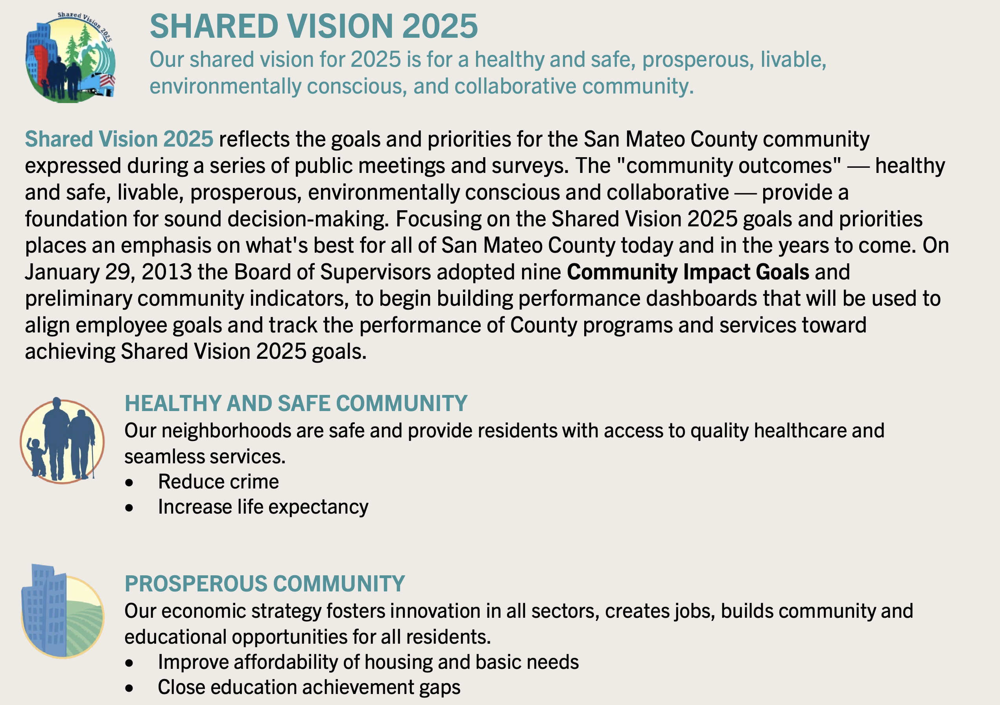 Shared Vision 2025
SHARED VISION 2025
Our shared vision for 2025 is for a healthy and safe, prosperous, livable,
environmentally conscious, and collaborative community.
Shared Vision 2025 reflects the goals and priorities for the San Mateo County community
expressed during a series of public meetings and surveys. The "community outcomes" — healthy
and safe, livable, prosperous, environmentally conscious and collaborative — provide a
foundation for sound decision-making. Focusing on the Shared Vision 2025 goals and priorities
places an emphasis on what's best for all of San Mateo County today and in the years to come. On
January 29, 2013 the Board of Supervisors adopted nine Community Impact Goals and
preliminary community indicators, to begin building performance dashboards that will be used to
align employee goals and track the performance of County programs and services toward
achieving Shared Vision 2025 goals.
HEALTHY AND SAFE COMMUNITY
Our neighborhoods are safe and provide residents with access to quality healthcare and
seamless services.
• Reduce crime
• Increase life expectancy
PROSPEROUS COMMUNITY
Our economic strategy fosters innovation in all sectors, creates jobs, builds community and
educational opportunities for all residents.
• Improve affordability of housing and basic needs
• Close education achievement gaps